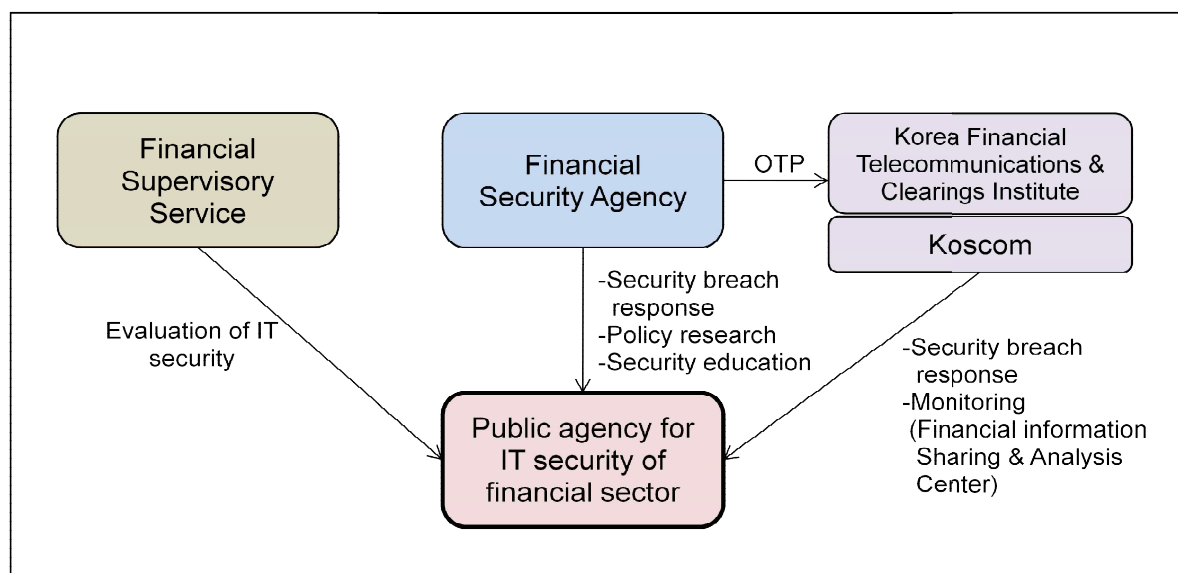 Financial
Supervisory
Service
Financial
Security Agency
OTP
Korea Financial
Telecommunications &
Clearings Institute
Koscom
Evaluation of IT
security
-Security breach
response
-Policy research
-Security education
-Security breach
response
-Monitoring
(Financial information
Sharing & Analysis
Center)
Public agency for
IT security of
financial sector